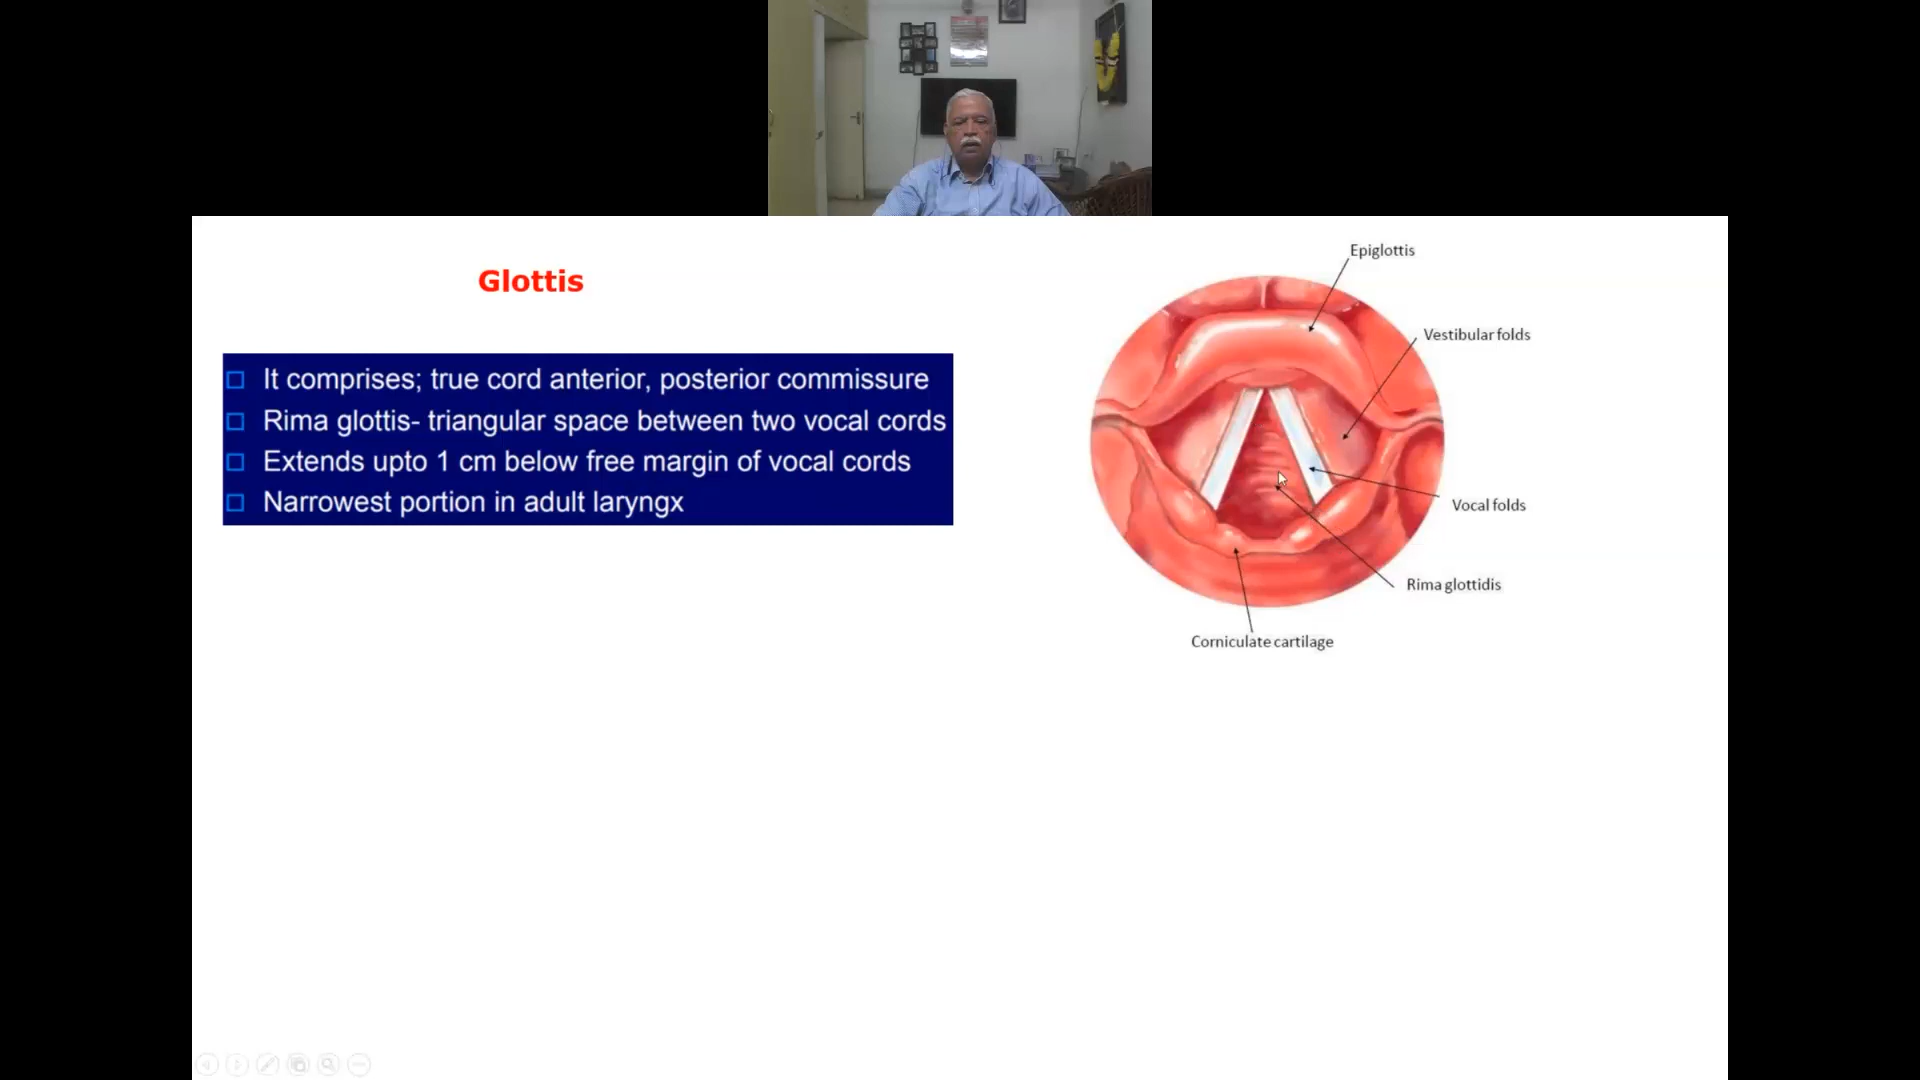 Glottis
It comprises; true cord anterior, posterior commissure
Rima glottis- triangular space between two vocal cords
Extends upto 1 cm below free margin of vocal cords
Narrowest portion in adult laryngx
Epiglottis
Vestibular folds
Vocal folds
Rima glottidis
Corniculate cartilage